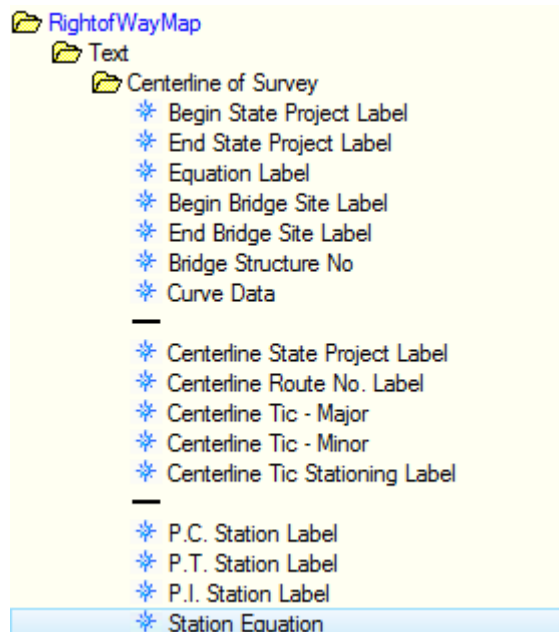 RightofWayMap
Text
Centerline of Survey
Begin State Project Label
End State Project Label
Equation Label
Begin Bridge Site Label
End Bridge Site Label
Bridge Structure No
Curve Data
Centerline State Project Label
Centerline Route No. Label
Centerline Tic - Major
Centerline Tic - Minor
Centerline Tic Stationing Label
P.C. Station Label
P.T. Station Label
P.I. Station Label
Station Equation